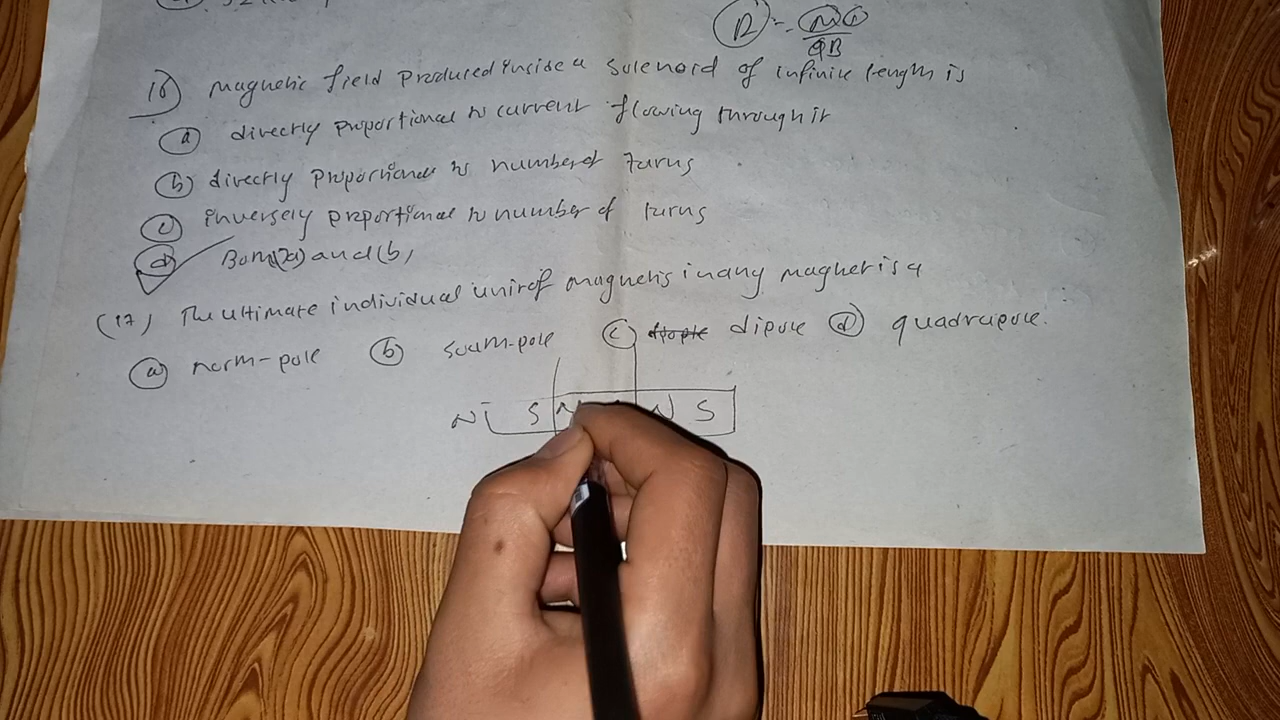 R = mv
QB
16) magnetic field produced inside a solenoid of infinite length is
(a) directly proportional to current flowing through it
(b) directly proportional to number of turns
(c) inversely proportional to number of turns
(d) Both (a) and (b)
(17) The ultimate individual unit of magnetis in any magnet is a
(a) north-pole (b) south-pole (c) dipole (d) quadrupole.
N S N N S